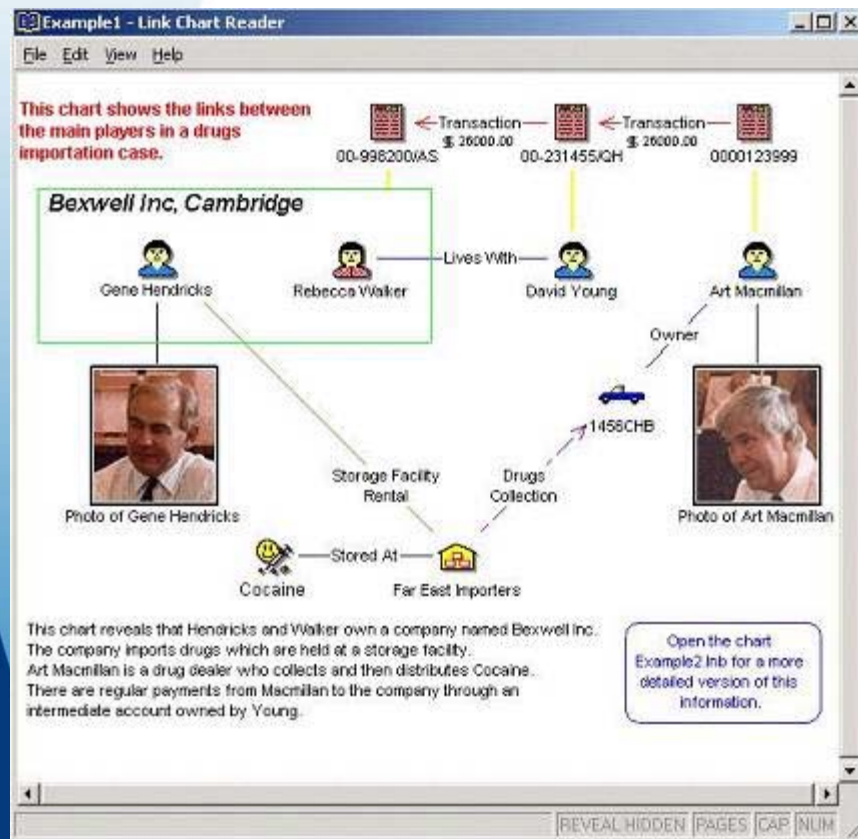 Example1 - Link Chart Reader
File Edit View Help
This chart shows the links between
the main players in a drugs
importation case.
Transaction
$ 26000.00
Transaction
$ 26000.00
00-998200/AS
00-231455/QH
0000123999
Bexwell Inc, Cambridge
Lives With
Gene Hendricks
Rebecca Walker
David Young
Art Macmillan
Owner
1456CHB
Storage Facility
Rental
Drugs
Collection
Photo of Gene Hendricks
Photo of Art Macmillan
Stored At
Cocaine
Far East Importers
This chart reveals that Hendricks and Walker own a company named Bexwell Inc.
The company imports drugs which are held at a storage facility.
Art Macmillan is a drug dealer who collects and then distributes Cocaine.
There are regular payments from Macmillan to the company through an
intermediate account owned by Young.
Open the chart
Example2.lnb for a more
detailed version of this
information.
REVEAL HIDDEN PAGES CAP NUM